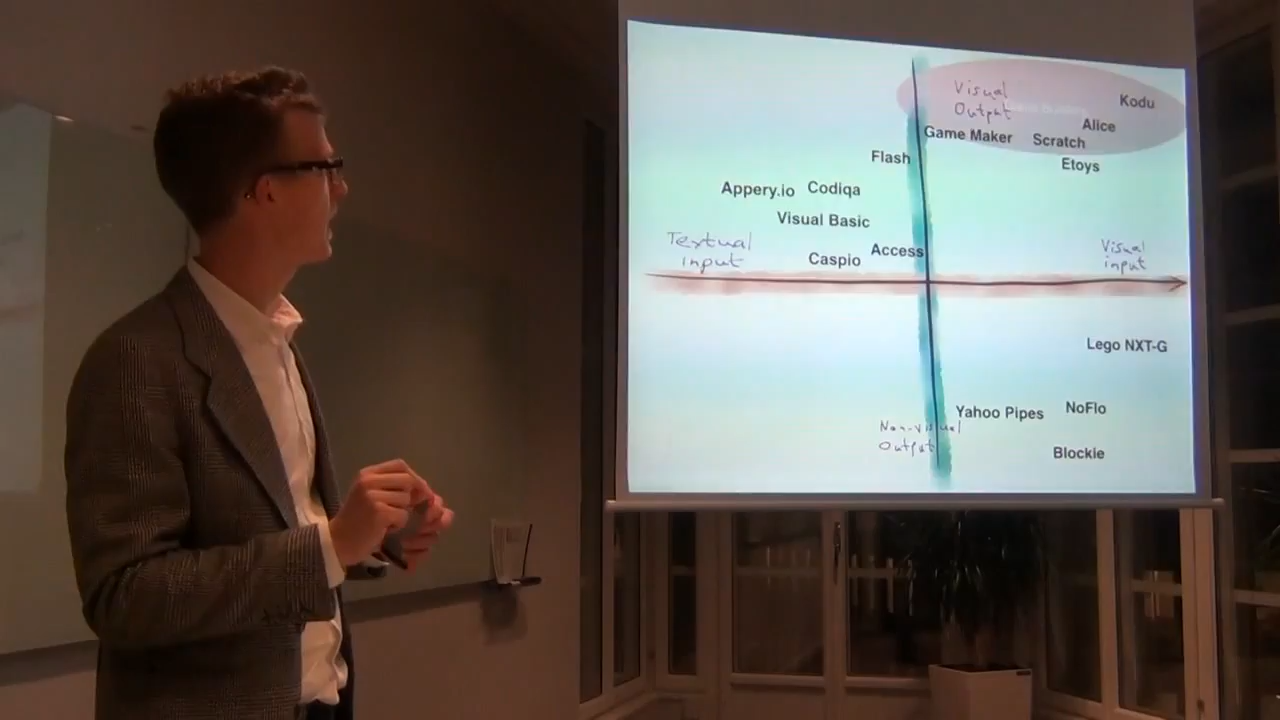 Visual
Output
Kodu
Alice
Game Maker
Scratch
Flash
Etoys
Appery.io
Codiqa
Visual Basic
Textual
input
Access
Caspio
Visual
input
Lego NXT-G
Yahoo Pipes
NoFlo
Non-visual
Output
Blockie